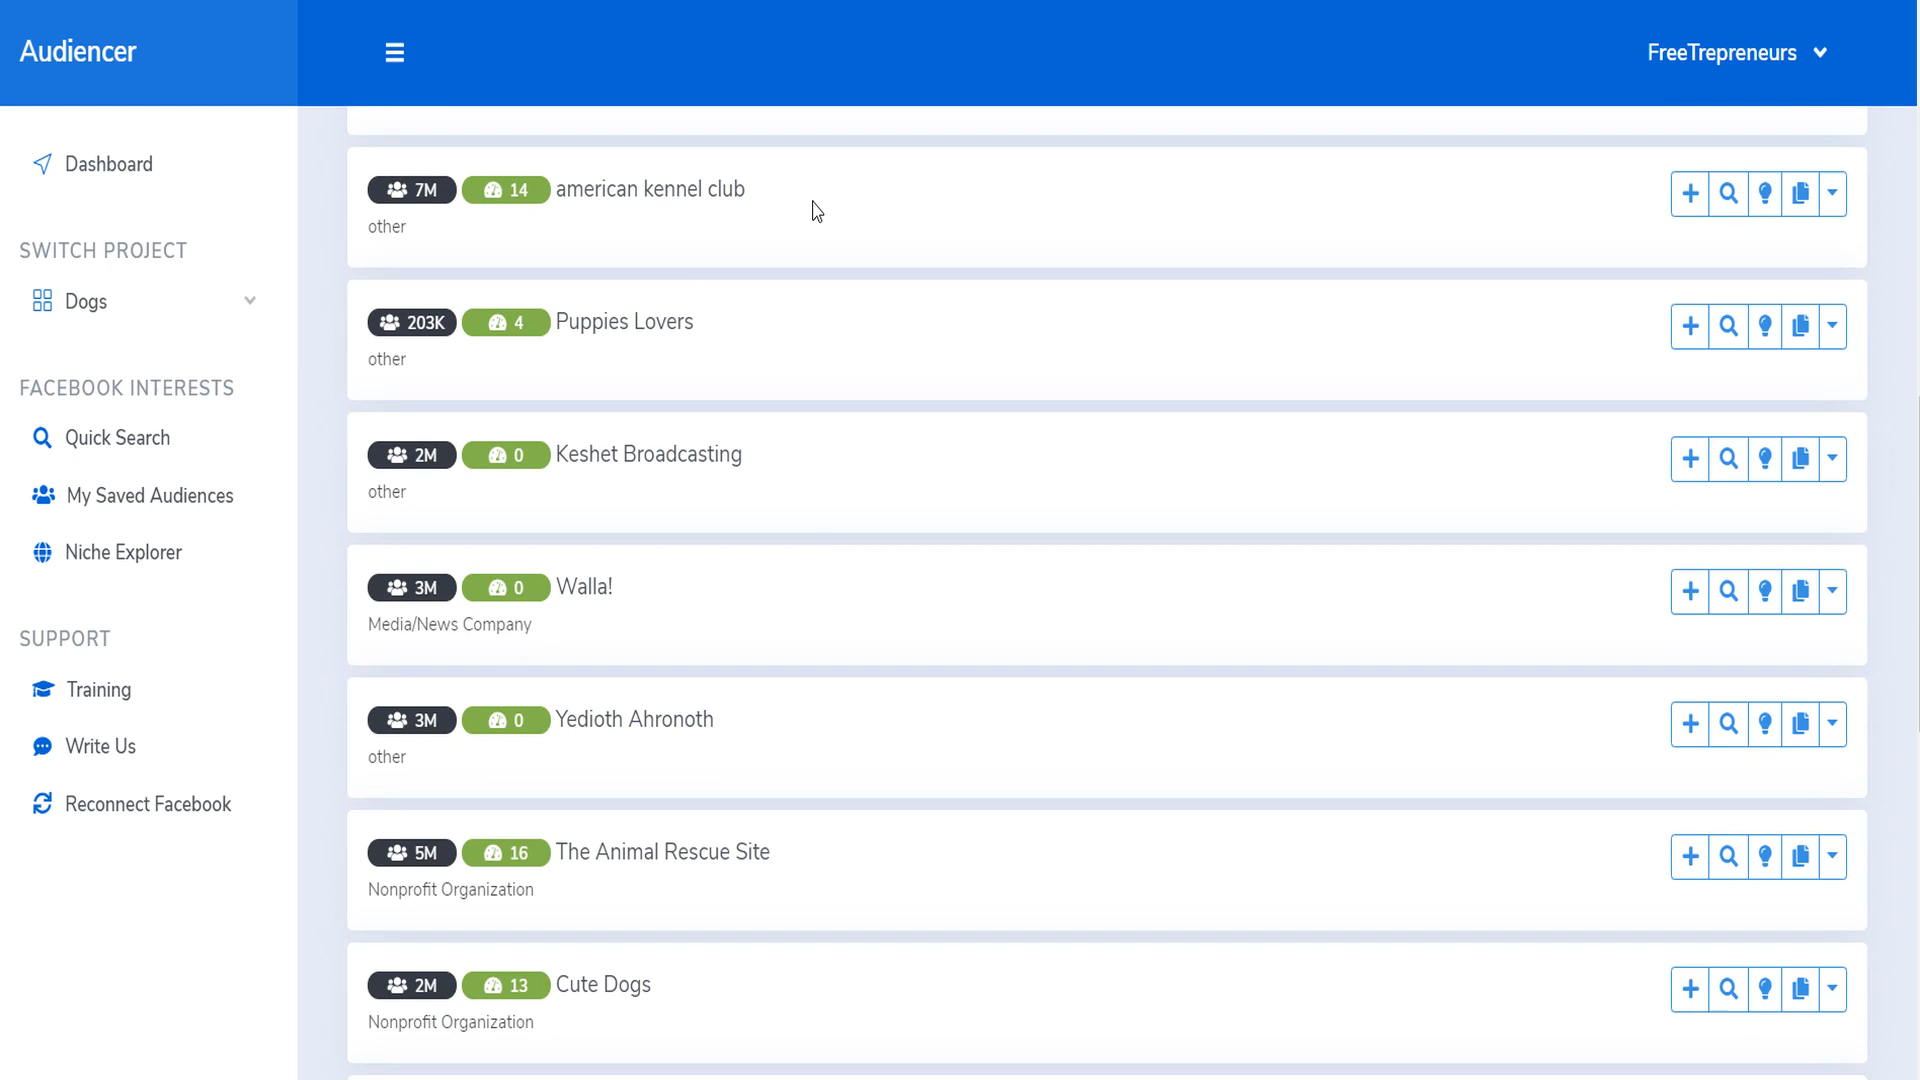 Audiencer
FreeTrepreneurs
Dashboard
SWITCH PROJECT
Dogs
FACEBOOK INTERESTS
Quick Search
My Saved Audiences
Niche Explorer
SUPPORT
Training
Write Us
Reconnect Facebook
7M 14 american kennel club
other
203K 4 Puppies Lovers
other
2M 0 Keshet Broadcasting
other
3M 0 Walla!
Media/News Company
3M 0 Yedioth Ahronoth
other
5M 16 The Animal Rescue Site
Nonprofit Organization
2M 13 Cute Dogs
Nonprofit Organization